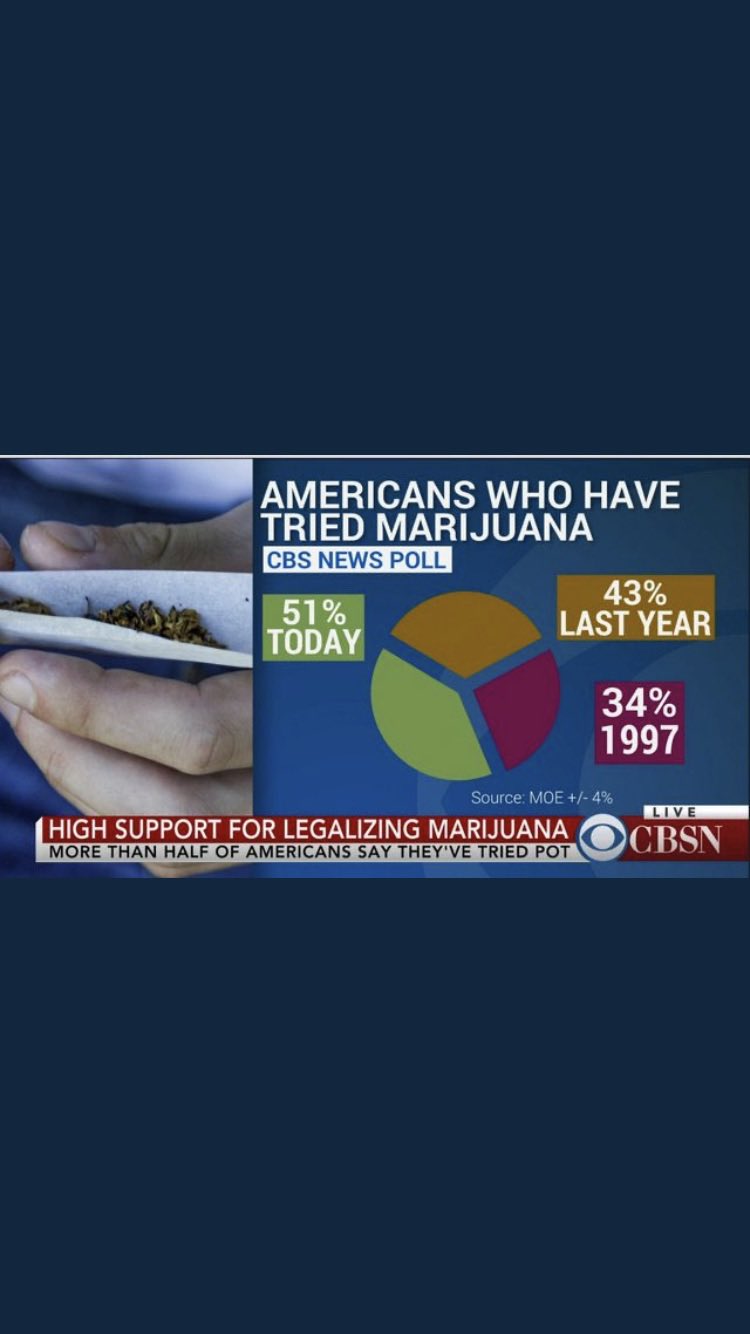 AMERICANS WHO HAVE
TRIED MARIJUANA
CBS NEWS POLL
51%
TODAY
43%
LAST YEAR
34%
1997
Source: MOE +/- 4%
LIVE
HIGH SUPPORT FOR LEGALIZING MARIJUANA
MORE THAN HALF OF AMERICANS SAY THEY'VE TRIED POT
CBSN